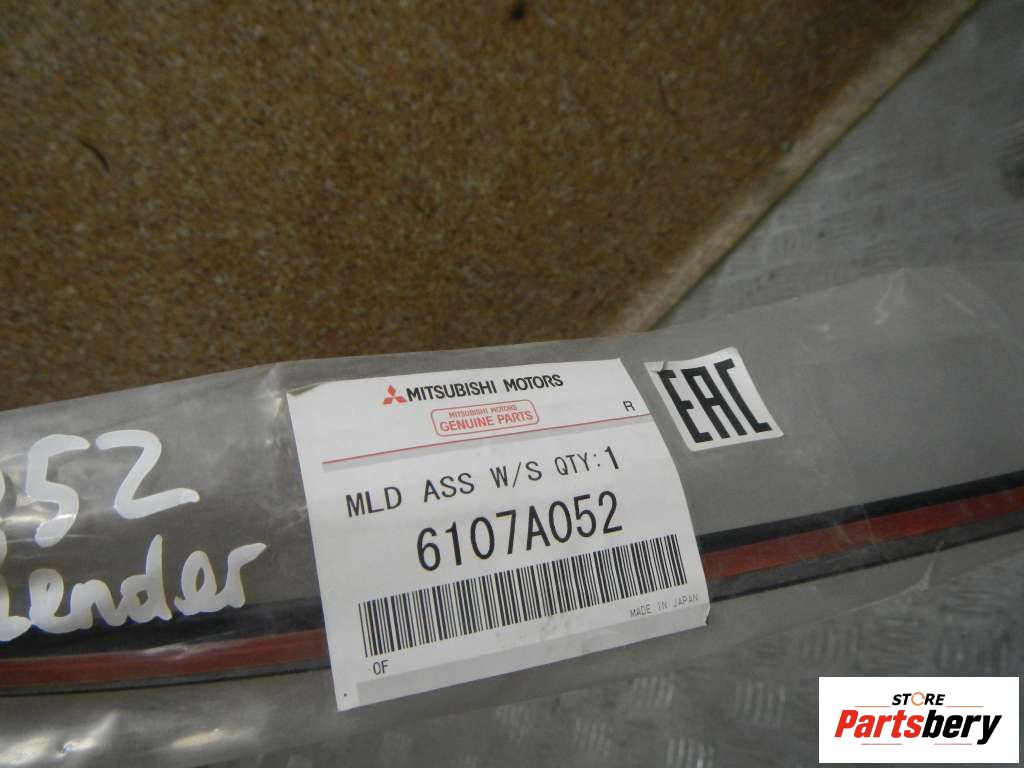 MITSUBISHI MOTORS
MITSUBISHI MOTORS
GENUINE PARTS
R
MLD ASS W/S QTY:1
6107A052
MADE IN JAPAN
OF
EAC
52
STORE
Partsbery